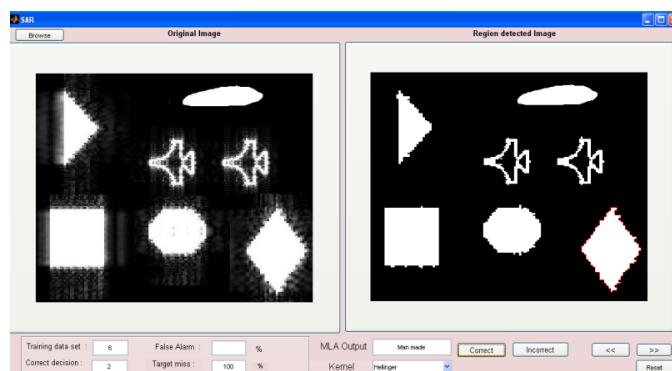 SAR
Browse Original Image Region detected Image
Training data set : 6 False Alarm : % MLA Output Man made Correct Incorrect << >>
Correct decision : 2 Target miss : 100 % Kernel Hellinger Reset